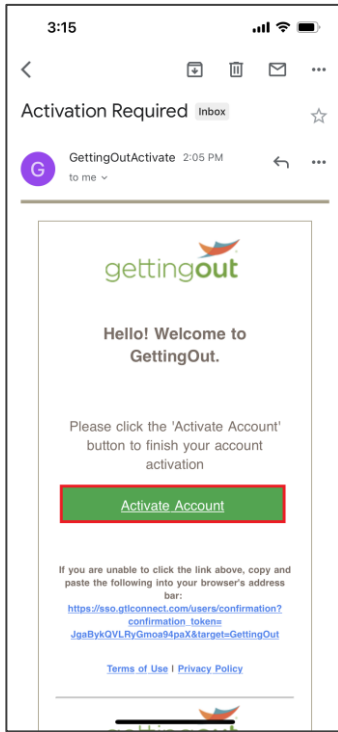 3:15
Activation Required Inbox
GettingOutActivate 2:05 PM
G
to me
gettingout
Hello! Welcome to
GettingOut.
Please click the 'Activate Account'
button to finish your account
activation
Activate Account
If you are unable to click the link above, copy and
paste the following into your browser's address
bar:
https://sso.gtlconnect.com/users/confirmation?
confirmation_token=
JgaBykQVLRyGmoa94paX&target=GettingOut
Terms of Use | Privacy Policy